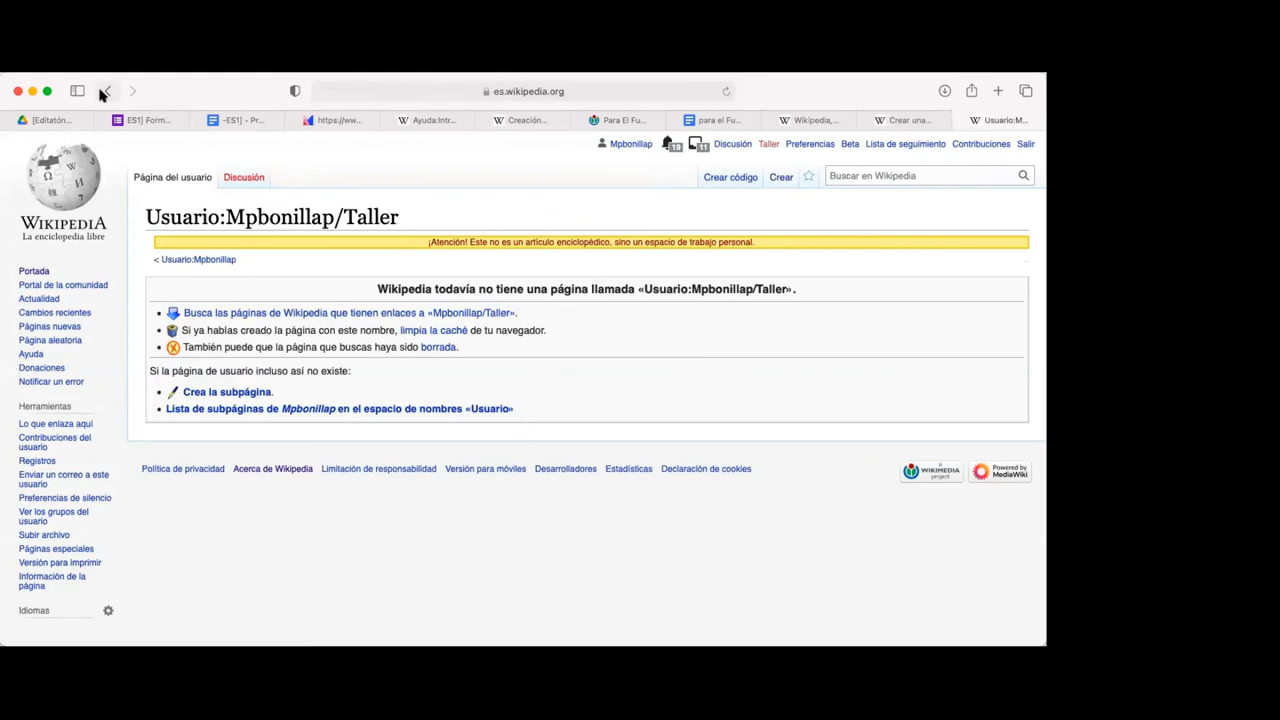 es.wikipedia.org
[Editatón... ES1] Form... -ES1] - Pr... https://ww... Ayuda:Intr... Creación... Para El Fu... para el Fu... Wikipedia,... Crear una... Usuario:M...
Mpbonillap 19 11 Discusión Taller Preferencias Beta Lista de seguimiento Contribuciones Salir
Página del usuario Discusión Crear código Crear Buscar en Wikipedia
WIKIPEDIA
La enciclopedia libre
Usuario:Mpbonillap/Taller
¡Atención! Este no es un artículo enciclopédico, sino un espacio de trabajo personal.
< Usuario:Mpbonillap
Wikipedia todavía no tiene una página llamada «Usuario:Mpbonillap/Taller».
• Busca las páginas de Wikipedia que tienen enlaces a «Mpbonillap/Taller».
• Si ya habías creado la página con este nombre, limpia la caché de tu navegador.
• También puede que la página que buscas haya sido borrada.
Si la página de usuario incluso así no existe:
• Crea la subpágina.
• Lista de subpáginas de Mpbonillap en el espacio de nombres «Usuario»
Portada
Portal de la comunidad
Actualidad
Cambios recientes
Páginas nuevas
Página aleatoria
Ayuda
Donaciones
Notificar un error
Herramientas
Lo que enlaza aquí
Contribuciones del
usuario
Registros
Enviar un correo a este
usuario
Preferencias de silencio
Ver los grupos del
usuario
Subir archivo
Páginas especiales
Versión para imprimir
Información de la
página
Idiomas
Política de privacidad Acerca de Wikipedia Limitación de responsabilidad Versión para móviles Desarrolladores Estadísticas Declaración de cookies
A
WIKIMEDIA
project
Powered by
MediaWiki